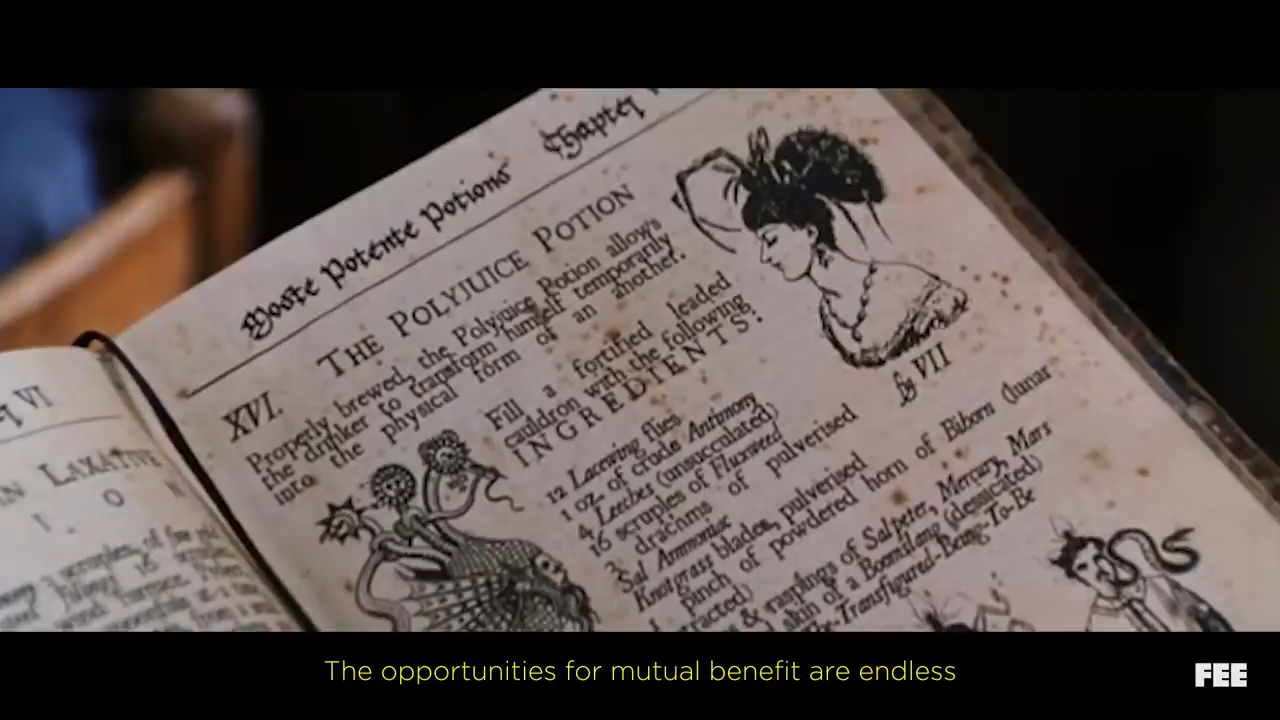 Moste Potente Potions Chapter
XVI. THE POLYJUICE POTION
Properly brewed, the Polyjuice Potion allows
the drinker to transform himself temporarily
into the physical form of an another.
Fill a fortified leaded
cauldron with the following
INGREDIENTS:
12 Lacewing flies
1 oz of crude Antimony
4 Leeches (unsucculated)
16 scruples of Fluxweed
drachms of pulverised
Sal Ammoniac
Knotgrass blades, pulverised
pinch of powdered horn of Bihorn (lunar
& raspings of Salpeter, Mercury, Mars
skin of a Boomslang (dessicated)
Transfigured-Being-To-Be
fig VII
VI
LAXATIVE
The opportunities for mutual benefit are endless
FEE